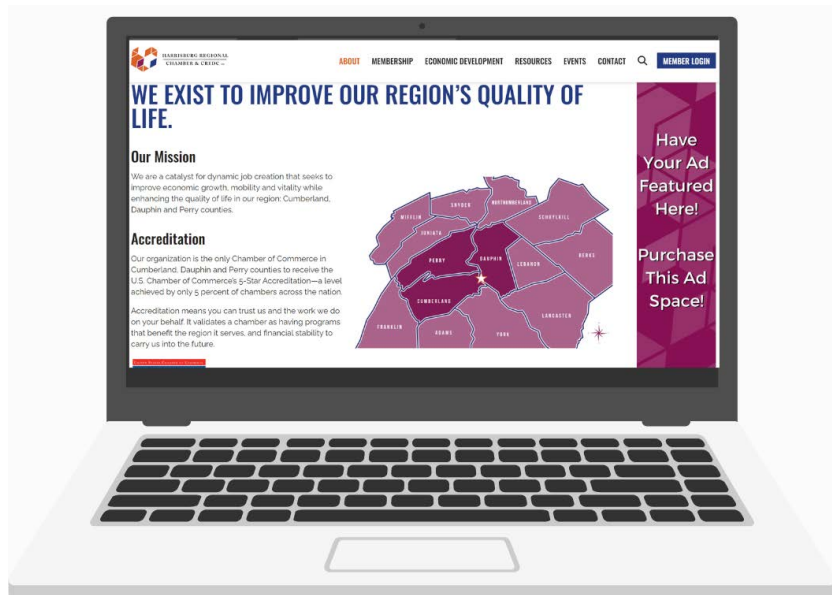 HARRISBURG REGIONAL
CHAMBER & CREDC
ABOUT MEMBERSHIP ECONOMIC DEVELOPMENT RESOURCES EVENTS CONTACT MEMBER LOGIN
WE EXIST TO IMPROVE OUR REGION'S QUALITY OF
LIFE.
Our Mission
We are a catalyst for dynamic job creation that seeks to
improve economic growth, mobility and vitality while
enhancing the quality of life in our region: Cumberland,
Dauphin and Perry counties.
Accreditation
Our organization is the only Chamber of Commerce in
Cumberland, Dauphin and Perry counties to receive the
U.S. Chamber of Commerce's 5-Star Accreditation—a level
achieved by only 5 percent of chambers across the nation.
Accreditation means you can trust us and the work we do
on your behalf. It validates a chamber as having programs
that benefit the region it serves, and financial stability to
carry us into the future.
NORTHUMBERLAND
SNYDER
MIFFLIN
SCHUYLKILL
JUNIATA
BERKS
PERRY
DAUPHIN
LEBANON
CUMBERLAND
LANCASTER
FRANKLIN
ADAMS
YORK
Have
Your Ad
Featured
Here!
Purchase
This Ad
Space!